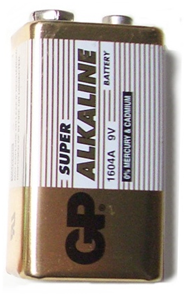 GP
SUPER
ALKALINE
BATTERY
1604A 9V
0% MERCURY & CADMIUM